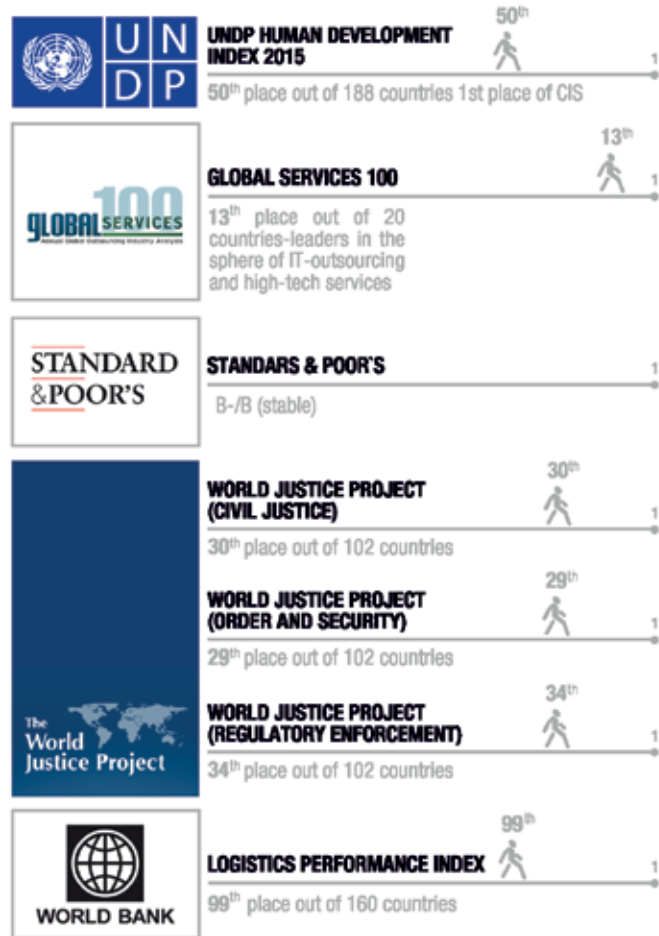 U N
D P
UNDP HUMAN DEVELOPMENT
INDEX 2015
50th
1
50th place out of 188 countries 1st place of CIS
100
GLOBAL SERVICES
Annual Global Outsourcing Industry Analysis
GLOBAL SERVICES 100
13th
1
13th place out of 20
countries-leaders in the
sphere of IT-outsourcing
and high-tech services
STANDARD
&POOR'S
STANDARS & POOR`S
1
B-/B (stable)
WORLD JUSTICE PROJECT
(CIVIL JUSTICE)
30th
1
30th place out of 102 countries
WORLD JUSTICE PROJECT
(ORDER AND SECURITY)
29th
1
29th place out of 102 countries
The
World
Justice Project
WORLD JUSTICE PROJECT
(REGULATORY ENFORCEMENT)
34th
1
34th place out of 102 countries
WORLD BANK
LOGISTICS PERFORMANCE INDEX
99th
1
99th place out of 160 countries